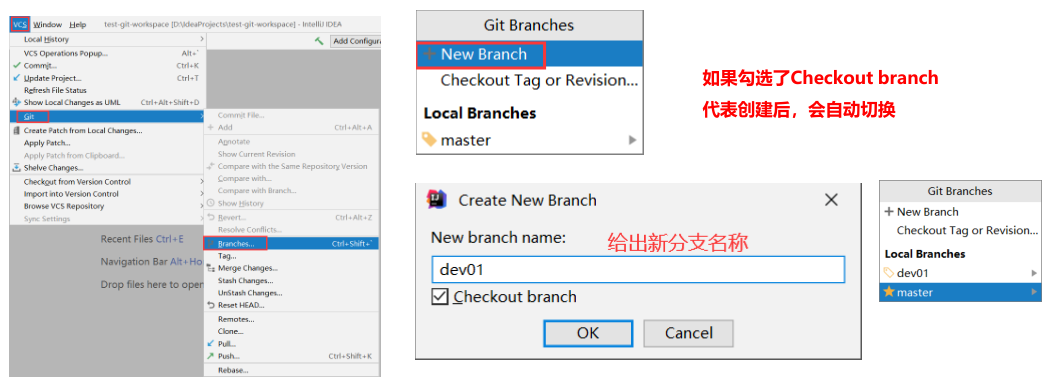 VCS Window Help test-git-workspace [D:\IdeaProjects\test-git-workspace] - IntelliJ IDEA
Local History
Add Configura
VCS Operations Popup... Alt+`
Commit... Ctrl+K
Update Project... Ctrl+T
Refresh File Status
Show Local Changes as UML Ctrl+Alt+Shift+D
Git
Create Patch from Local Changes...
Apply Patch...
Apply Patch from Clipboard...
Shelve Changes...
Checkout from Version Control
Import into Version Control
Browse VCS Repository
Sync Settings
Recent Files Ctrl+E
Navigation Bar Alt+Ho
Drop files here to open
Commit File...
Add Ctrl+Alt+A
Annotate
Show Current Revision
Compare with the Same Repository Version
Compare with...
Compare with Branch...
Show History
Revert... Ctrl+Alt+Z
Resolve Conflicts...
Branches... Ctrl+Shift+`
Tag...
Merge Changes...
Stash Changes...
UnStash Changes...
Reset HEAD...
Remotes...
Clone...
Pull...
Push... Ctrl+Shift+K
Rebase...
Git Branches
New Branch
Checkout Tag or Revision...
Local Branches
master
如果勾选了Checkout branch
代表创建后，会自动切换
Create New Branch
New branch name:
给出新分支名称
dev01
Checkout branch
OK Cancel
Git Branches
New Branch
Checkout Tag or Revision...
Local Branches
dev01
master